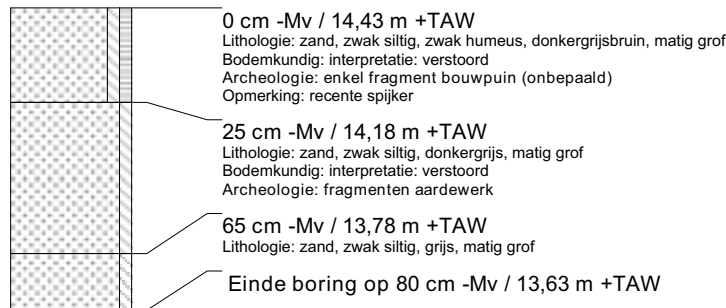 0 cm -Mv / 14,43 m +TAW
Lithologie: zand, zwak siltig, zwak humeus, donkergrijsbruin, matig grof
Bodemkundig: interpretatie: verstoord
Archeologie: enkel fragment bouwpuin (onbepaald)
Opmerking: recente spijker
25 cm -Mv / 14,18 m +TAW
Lithologie: zand, zwak siltig, donkergrijs, matig grof
Bodemkundig: interpretatie: verstoord
Archeologie: fragmenten aardewerk
65 cm -Mv / 13,78 m +TAW
Lithologie: zand, zwak siltig, grijs, matig grof
Einde boring op 80 cm -Mv / 13,63 m +TAW